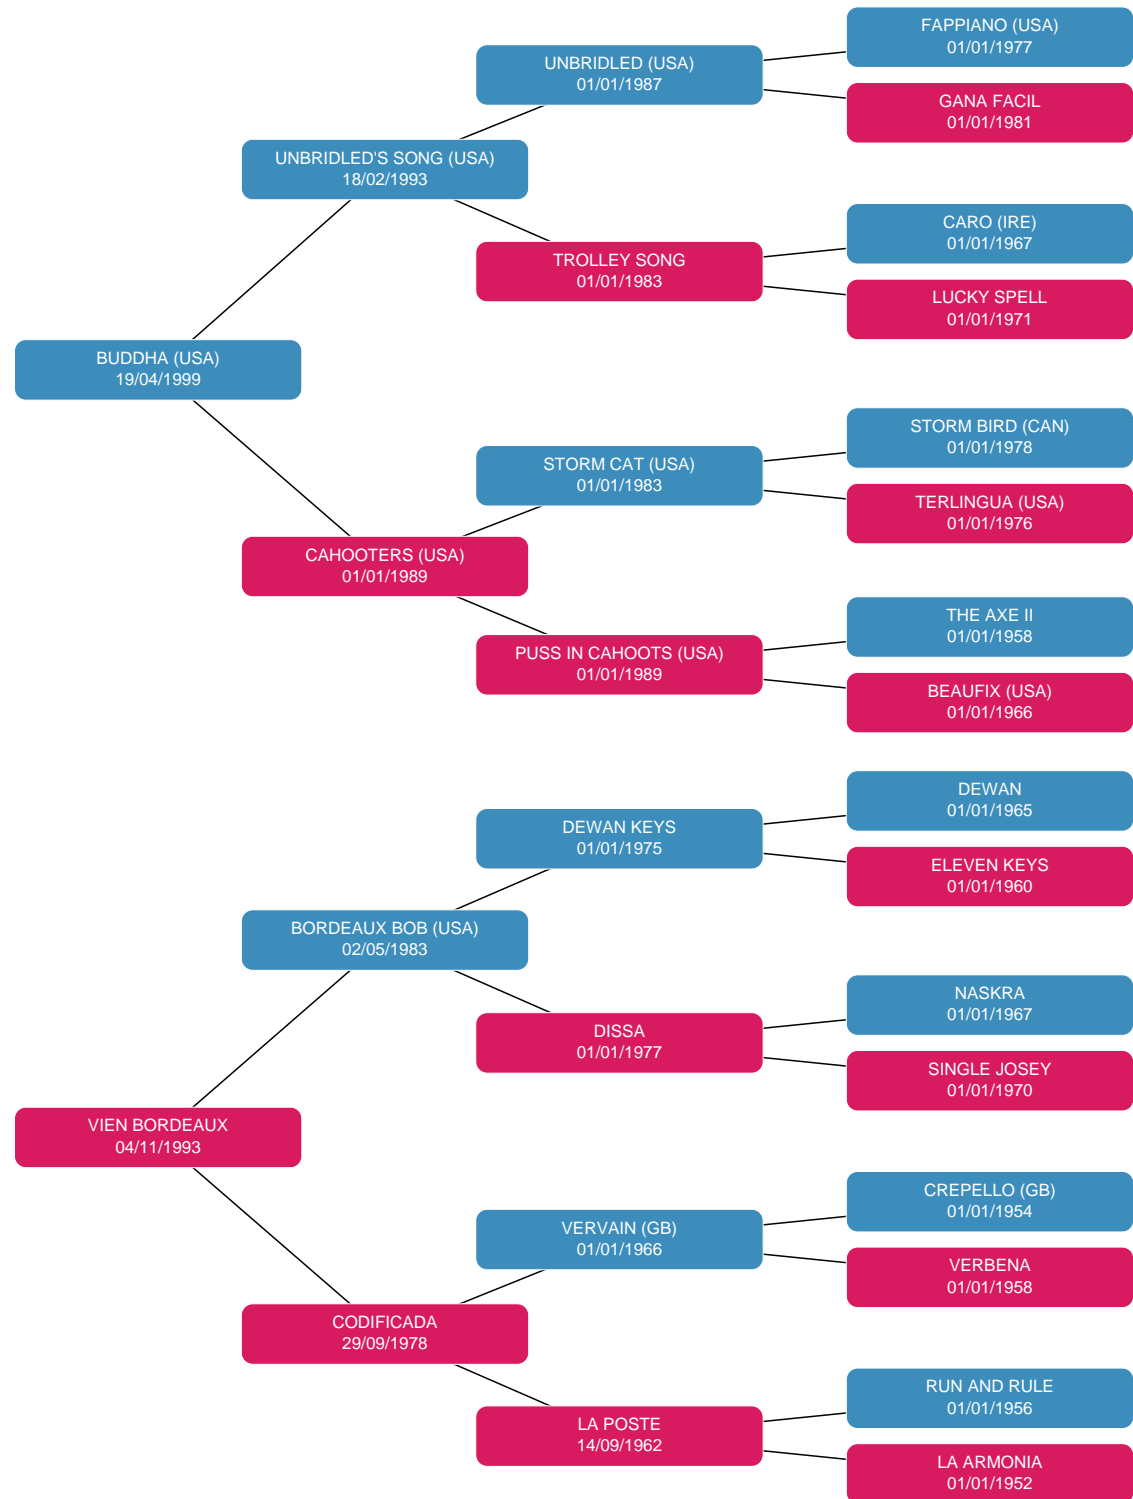 FAPPIANO (USA)
01/01/1977
UNBRIDLED (USA)
01/01/1987
GANA FACIL
01/01/1981
UNBRIDLED'S SONG (USA)
18/02/1993
CARO (IRE)
01/01/1967
TROLLEY SONG
01/01/1983
LUCKY SPELL
01/01/1971
BUDDHA (USA)
19/04/1999
STORM BIRD (CAN)
01/01/1978
STORM CAT (USA)
01/01/1983
TERLINGUA (USA)
01/01/1976
CAHOOTERS (USA)
01/01/1989
THE AXE II
01/01/1958
PUSS IN CAHOOTS (USA)
01/01/1989
BEAUFIX (USA)
01/01/1966
DEWAN
01/01/1965
DEWAN KEYS
01/01/1975
ELEVEN KEYS
01/01/1960
BORDEAUX BOB (USA)
02/05/1983
NASKRA
01/01/1967
DISSA
01/01/1977
SINGLE JOSEY
01/01/1970
VIEN BORDEAUX
04/11/1993
CREPELLO (GB)
01/01/1954
VERVAIN (GB)
01/01/1966
VERBENA
01/01/1958
CODIFICADA
29/09/1978
RUN AND RULE
01/01/1956
LA POSTE
14/09/1962
LA ARMONIA
01/01/1952